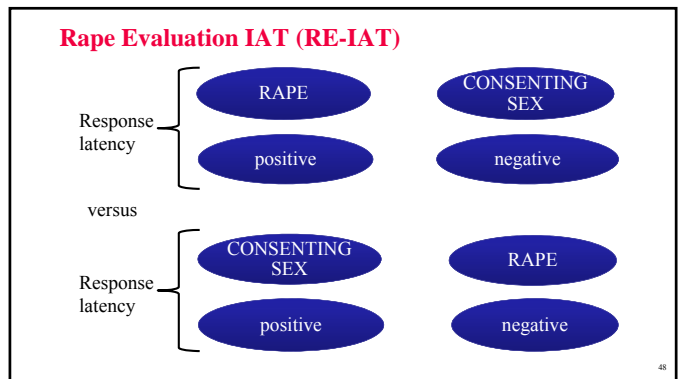 Rape Evaluation IAT (RE-IAT)
RAPE
CONSENTING
SEX
Response
latency
positive
negative
versus
CONSENTING
SEX
RAPE
Response
latency
positive
negative
48